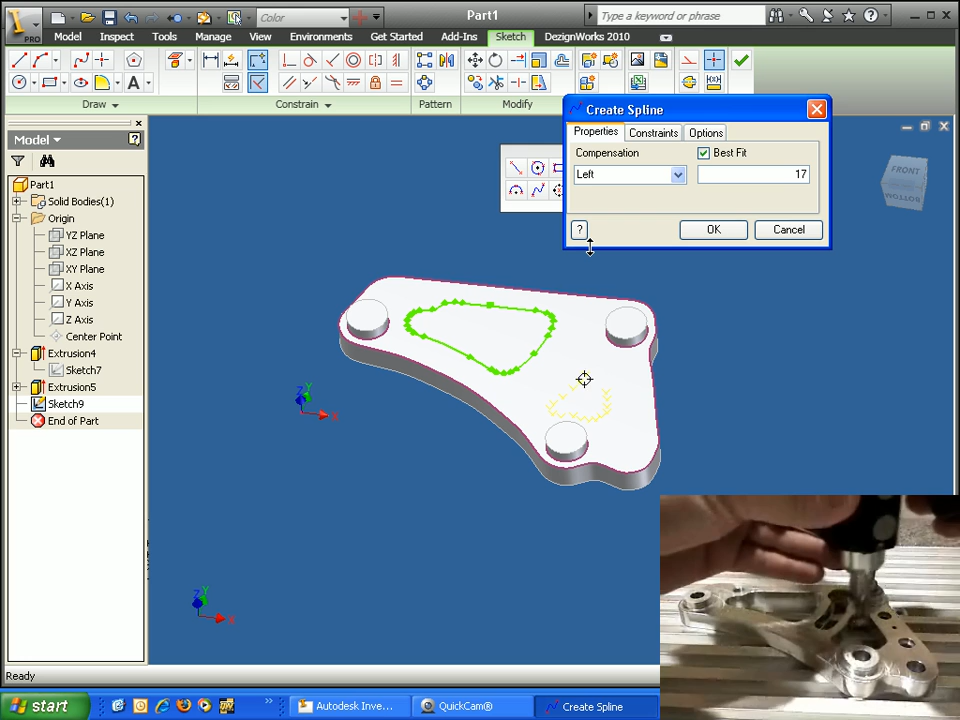 Color
Part1
Type a keyword or phrase
PRO
Model
Inspect
Tools
Manage
View
Environments
Get Started
Add-Ins
Sketch
DesignWorks 2010
A
Draw
Constrain
Pattern
Modify
Model
Part1
Solid Bodies(1)
Origin
YZ Plane
XZ Plane
XY Plane
X Axis
Y Axis
Z Axis
Center Point
Extrusion4
Sketch7
Extrusion5
Sketch9
End of Part
Create Spline
Properties
Constraints
Options
Compensation
Best Fit
Left
17
?
OK
Cancel
FRONT
BOTTOM
Z
Y
X
Z
Y
X
Ready
start
Autodesk Inve...
QuickCam®
Create Spline